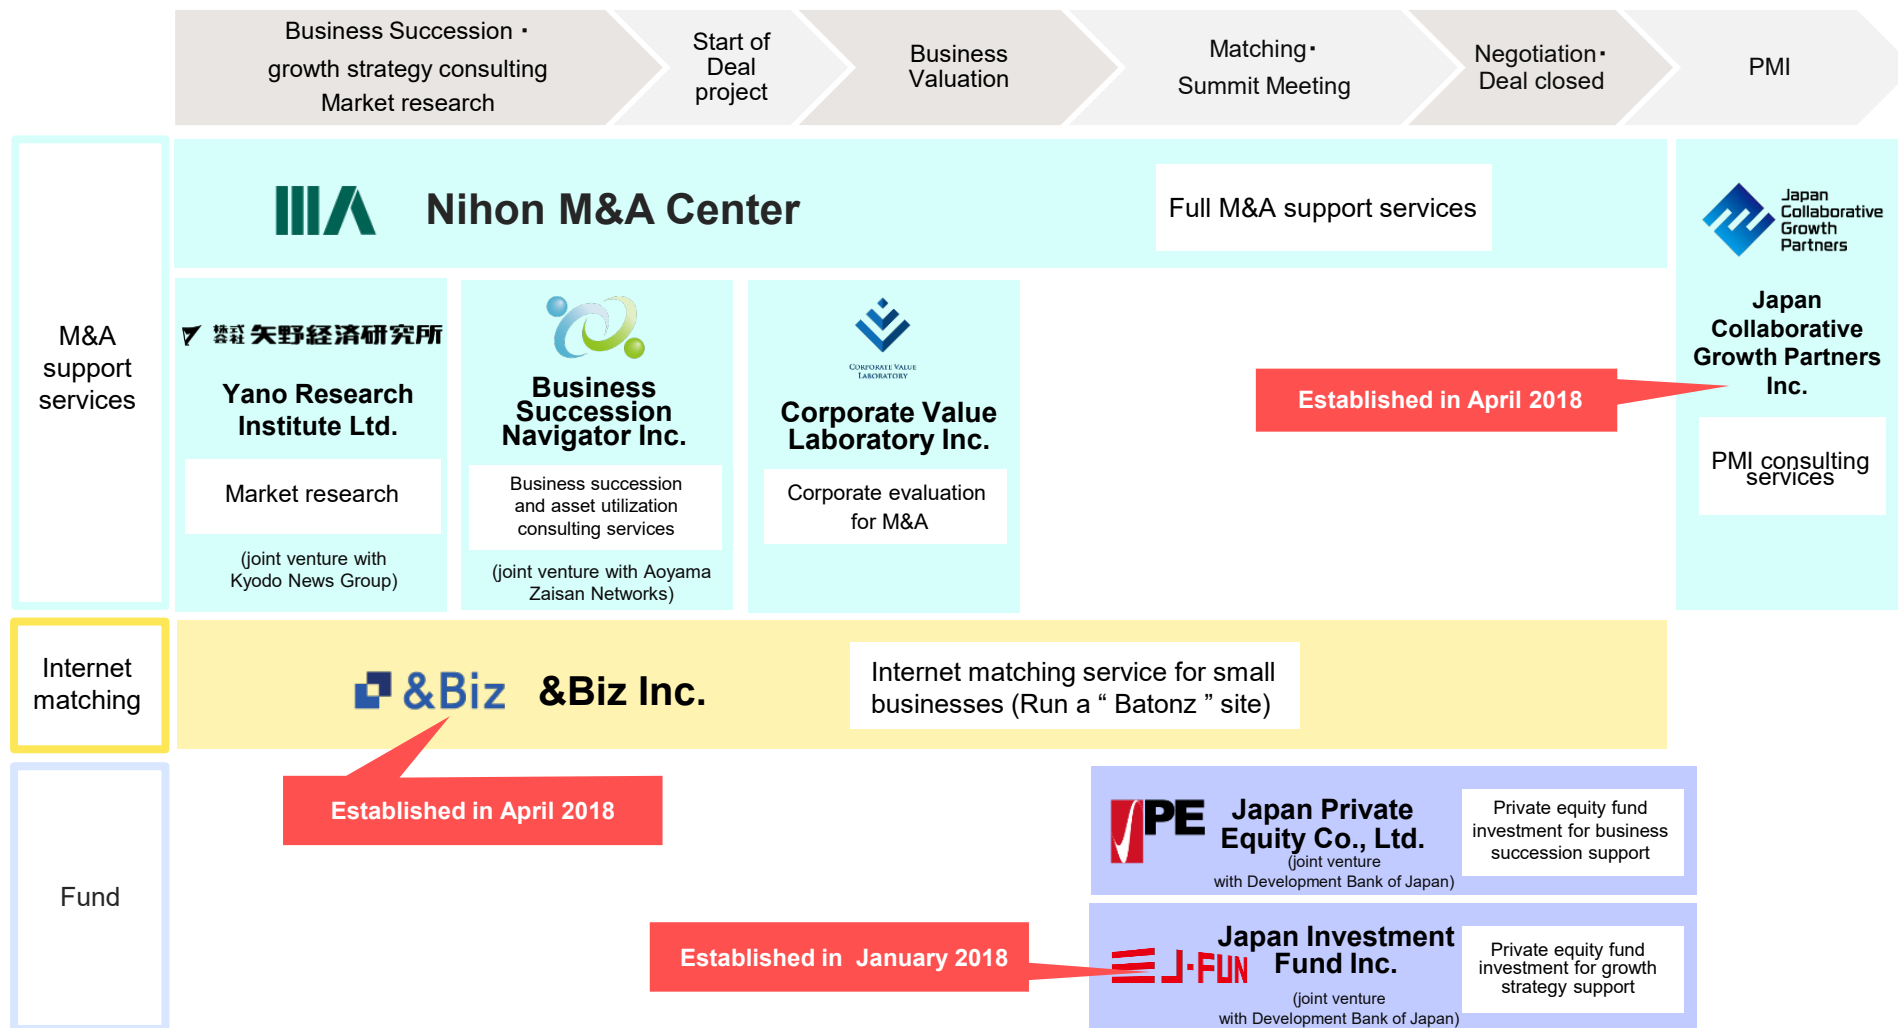 Business Succession・
growth strategy consulting
Market research
Start of
Deal
project
Business
Valuation
Matching・
Summit Meeting
Negotiation・
Deal closed
PMI
M&A
support
services
Nihon M&A Center
Full M&A support services
Japan
Collaborative
Growth
Partners
Japan
Collaborative
Growth Partners
Inc.
PMI consulting
services
Established in April 2018
株式会社 矢野経済研究所
Yano Research
Institute Ltd.
Market research
(joint venture with
Kyodo News Group)
Business
Succession
Navigator Inc.
Business succession
and asset utilization
consulting services
(joint venture with Aoyama
Zaisan Networks)
CORPORATE VALUE
LABORATORY
Corporate Value
Laboratory Inc.
Corporate evaluation
for M&A
Internet
matching
&Biz
&Biz Inc.
Internet matching service for small
businesses (Run a “ Batonz ” site)
Established in April 2018
Fund
JPE
Japan Private
Equity Co., Ltd.
(joint venture
with Development Bank of Japan)
Private equity fund
investment for business
succession support
Established in  January 2018
J-FUN
Japan Investment
Fund Inc.
(joint venture
with Development Bank of Japan)
Private equity fund
investment for growth
strategy support